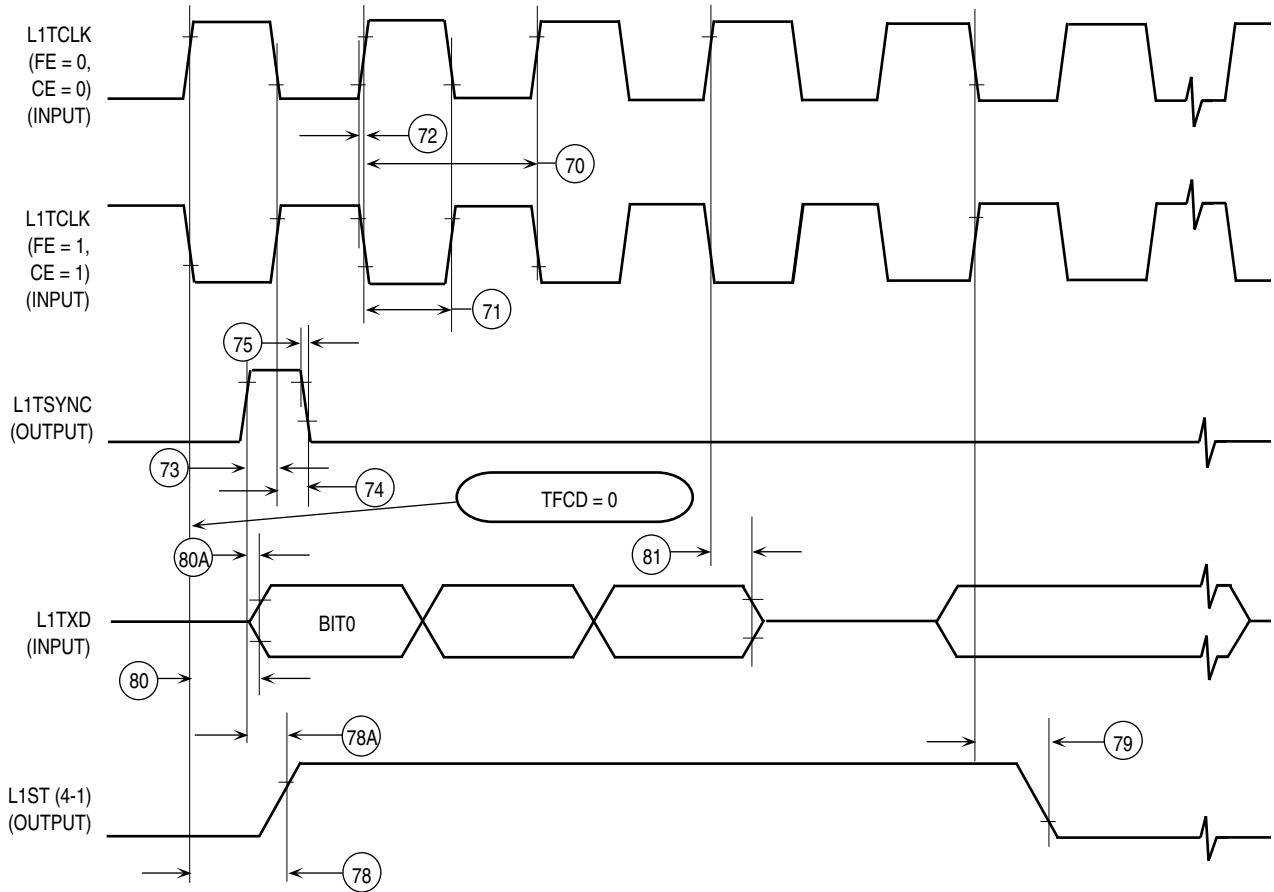 L1TCLK
(FE = 0,
CE = 0)
(INPUT)
72
70
L1TCLK
(FE = 1,
CE = 1)
(INPUT)
71
75
L1TSYNC
(OUTPUT)
73
74
TFCD = 0
80A
81
L1TXD
(INPUT)
BIT0
80
78A
79
L1ST (4-1)
(OUTPUT)
78